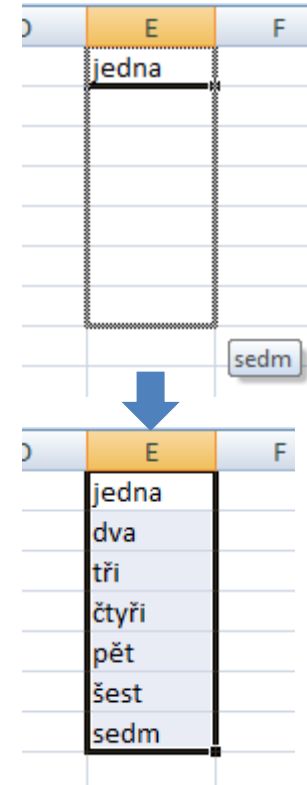 E F
jedna
sedm
E F
jedna
dva
tři
čtyři
pět
šest
sedm